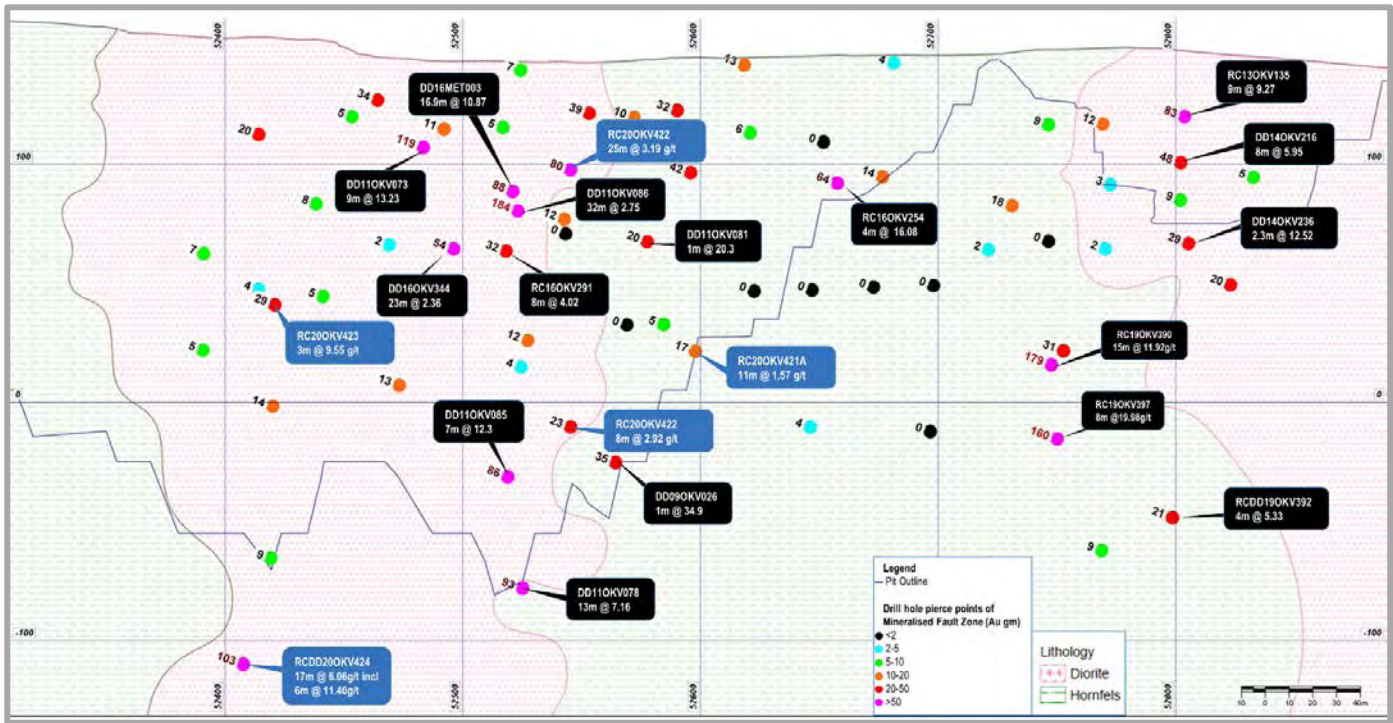 52400
52500
52600
52700
52800
7
13
4
34
5
20
11
119
5
39
10
32
6
0
9
12
83
DD16MET003
16.9m @ 10.87
RC20OKV422
25m @ 3.19 g/t
RC13OKV135
9m @ 9.27
DD14OKV216
8m @ 5.95
100
100
80
42
88
184
64
14
3
48
5
9
DD11OKV073
9m @ 13.23
DD11OKV086
32m @ 2.75
RC16OKV254
4m @ 16.08
8
12
0
18
7
2
54
32
20
DD11OKV081
1m @ 20.3
2
0
2
29
DD14OKV236
2.3m @ 12.52
DD16OKV344
23m @ 2.36
RC16OKV291
8m @ 4.02
4
29
5
0
0
0
0
20
RC20OKV423
3m @ 9.55 g/t
0
5
12
5
4
17
RC20OKV421A
11m @ 1.57 g/t
31
179
RC19OKV390
15m @ 11.92g/t
13
14
0
0
DD11OKV085
7m @ 12.3
23
RC20OKV422
8m @ 2.92 g/t
4
0
160
RC19OKV397
8m @19.98g/t
86
35
DD09OKV026
1m @ 34.9
21
RCDD19OKV392
4m @ 5.33
9
9
93
DD11OKV078
13m @ 7.16
-100
-100
103
RCDD20OKV424
17m @ 6.06g/t incl
6m @ 11.40g/t
Legend
Pit Outline
Drill hole pierce points of
Mineralised Fault Zone (Au gm)
<2
2-5
5-10
10-20
20-50
>50
Lithology
Diorite
Hornfels
10 0 10 20 30 40m
52400
52500
52600
52700
52800